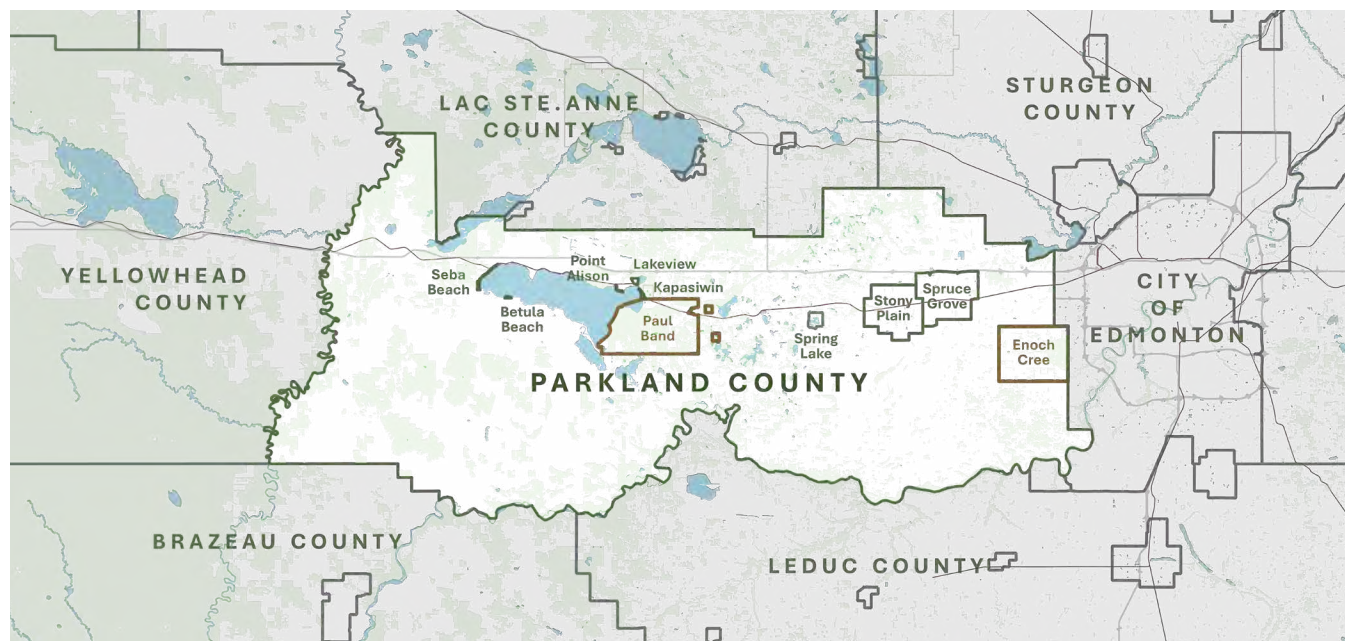 LAC STE.ANNE
COUNTY
STURGEON
COUNTY
YELLOWHEAD
COUNTY
Seba
Beach
Point
Alison
Lakeview
Kapasiwin
Betula
Beach
Paul
Band
Spring
Lake
Stony
Plain
Spruce
Grove
Enoch
Cree
CITY
OF
EDMONTON
PARKLAND COUNTY
BRAZEAU COUNTY
LEDUC COUNTY